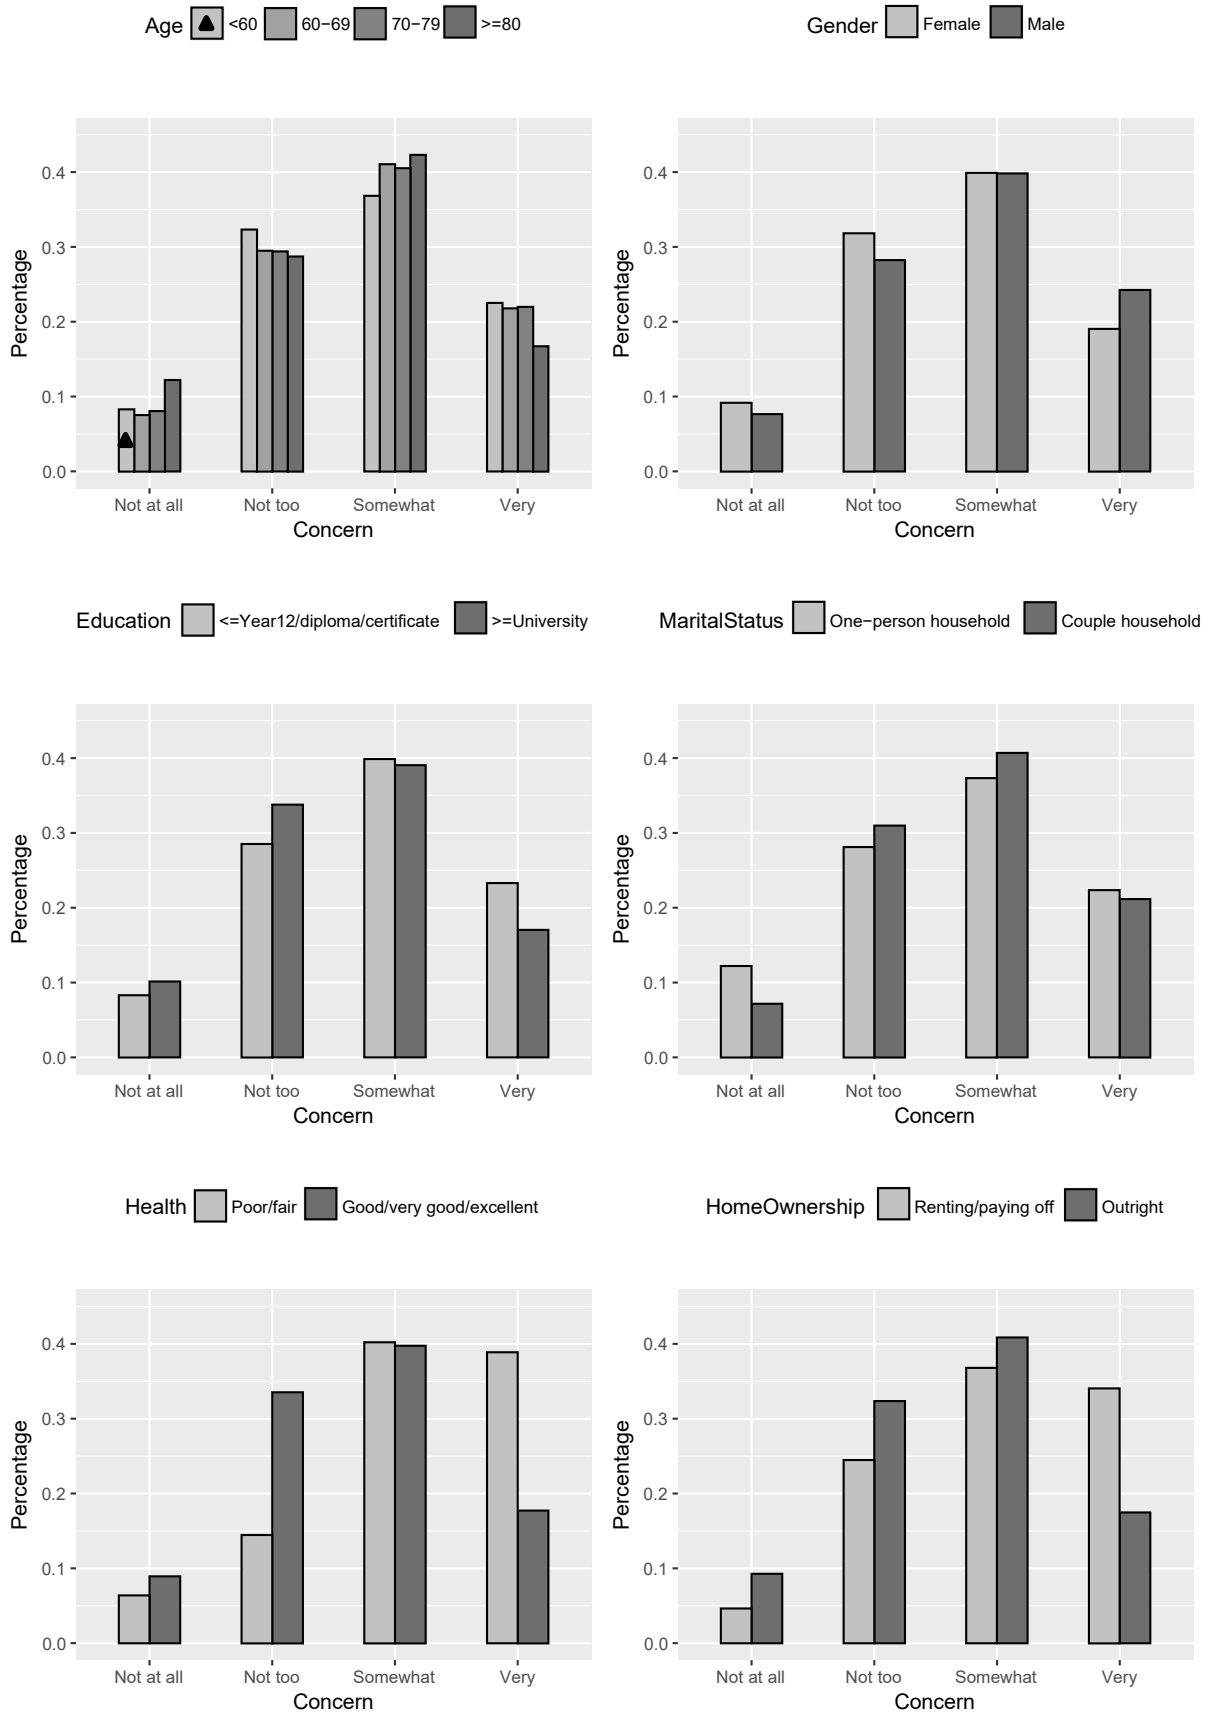 Age <60 60−69 70−79 >=80
Gender Female Male
0.4
0.3
0.2
0.1
0.0
Percentage
Not at all Not too Somewhat Very
Concern
0.4
0.3
0.2
0.1
0.0
Percentage
Not at all Not too Somewhat Very
Concern
Education <=Year12/diploma/certificate >=University
MaritalStatus One−person household Couple household
0.4
0.3
0.2
0.1
0.0
Percentage
Not at all Not too Somewhat Very
Concern
0.4
0.3
0.2
0.1
0.0
Percentage
Not at all Not too Somewhat Very
Concern
Health Poor/fair Good/very good/excellent
HomeOwnership Renting/paying off Outright
0.4
0.3
0.2
0.1
0.0
Percentage
Not at all Not too Somewhat Very
Concern
0.4
0.3
0.2
0.1
0.0
Percentage
Not at all Not too Somewhat Very
Concern